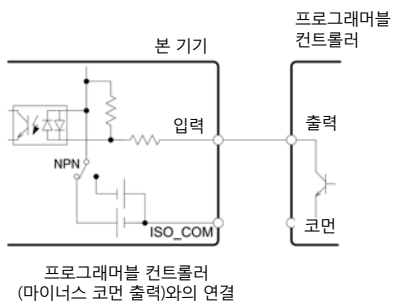 프로그래머블
컨트롤러
본 기기
입력
출력
NPN
ISO_COM
코먼
프로그래머블 컨트롤러
(마이너스 코먼 출력)와의 연결